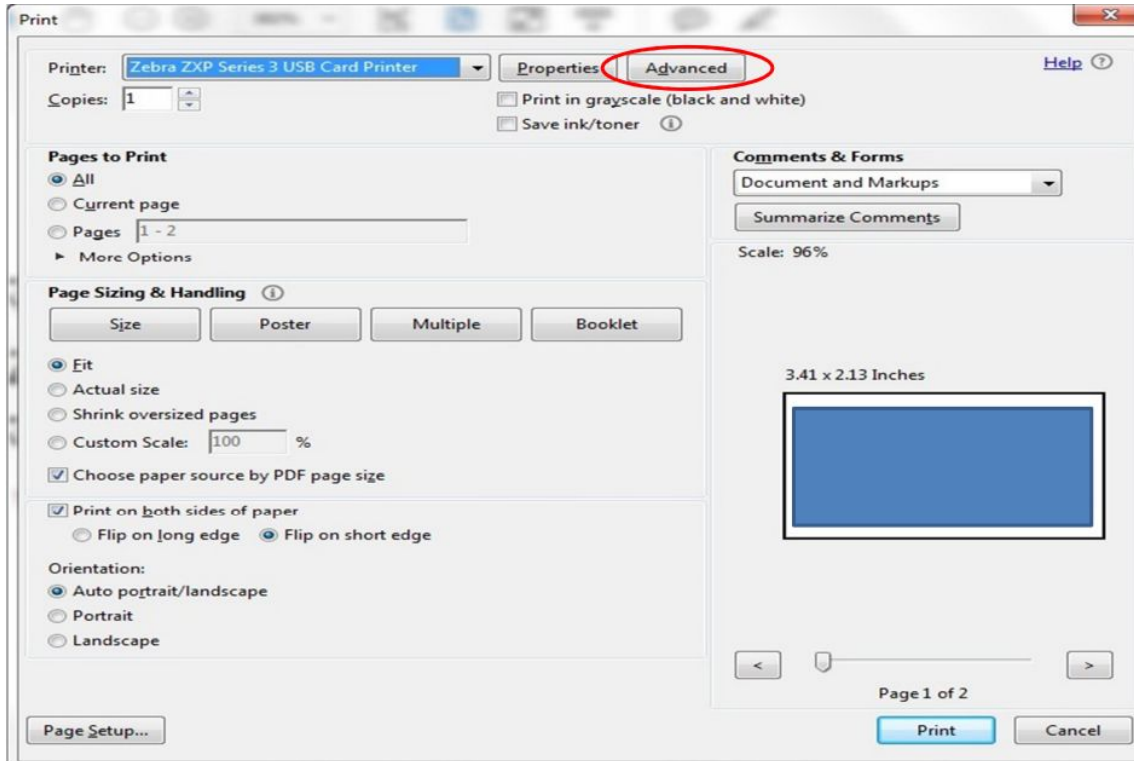 Print
Printer: Zebra ZXP Series 3 USB Card Printer Properties Advanced Help
Copies: 1 Print in grayscale (black and white)
Save ink/toner
Pages to Print
All
Current page
Pages 1 - 2
More Options
Comments & Forms
Document and Markups
Summarize Comments
Scale: 96%
Page Sizing & Handling
Size Poster Multiple Booklet
Fit
Actual size
Shrink oversized pages
Custom Scale: 100 %
Choose paper source by PDF page size
3.41 x 2.13 Inches
Print on both sides of paper
Flip on long edge Flip on short edge
Orientation:
Auto portrait/landscape
Portrait
Landscape
< >
Page 1 of 2
Page Setup... Print Cancel